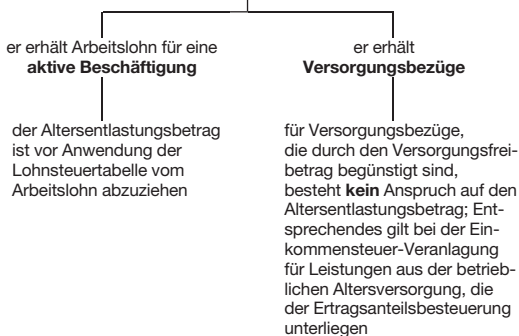 er erhält Arbeitslohn für eine
aktive Beschäftigung
der Altersentlastungsbetrag
ist vor Anwendung der
Lohnsteuertabelle vom
Arbeitslohn abzuziehen
er erhält
Versorgungsbezüge
für Versorgungsbezüge,
die durch den Versorgungsfrei-
betrag begünstigt sind,
besteht kein Anspruch auf den
Altersentlastungsbetrag; Ent-
sprechendes gilt bei der Ein-
kommensteuer-Veranlagung
für Leistungen aus der betrieb-
lichen Altersversorgung, die
der Ertragsanteilsbesteuerung
unterliegen